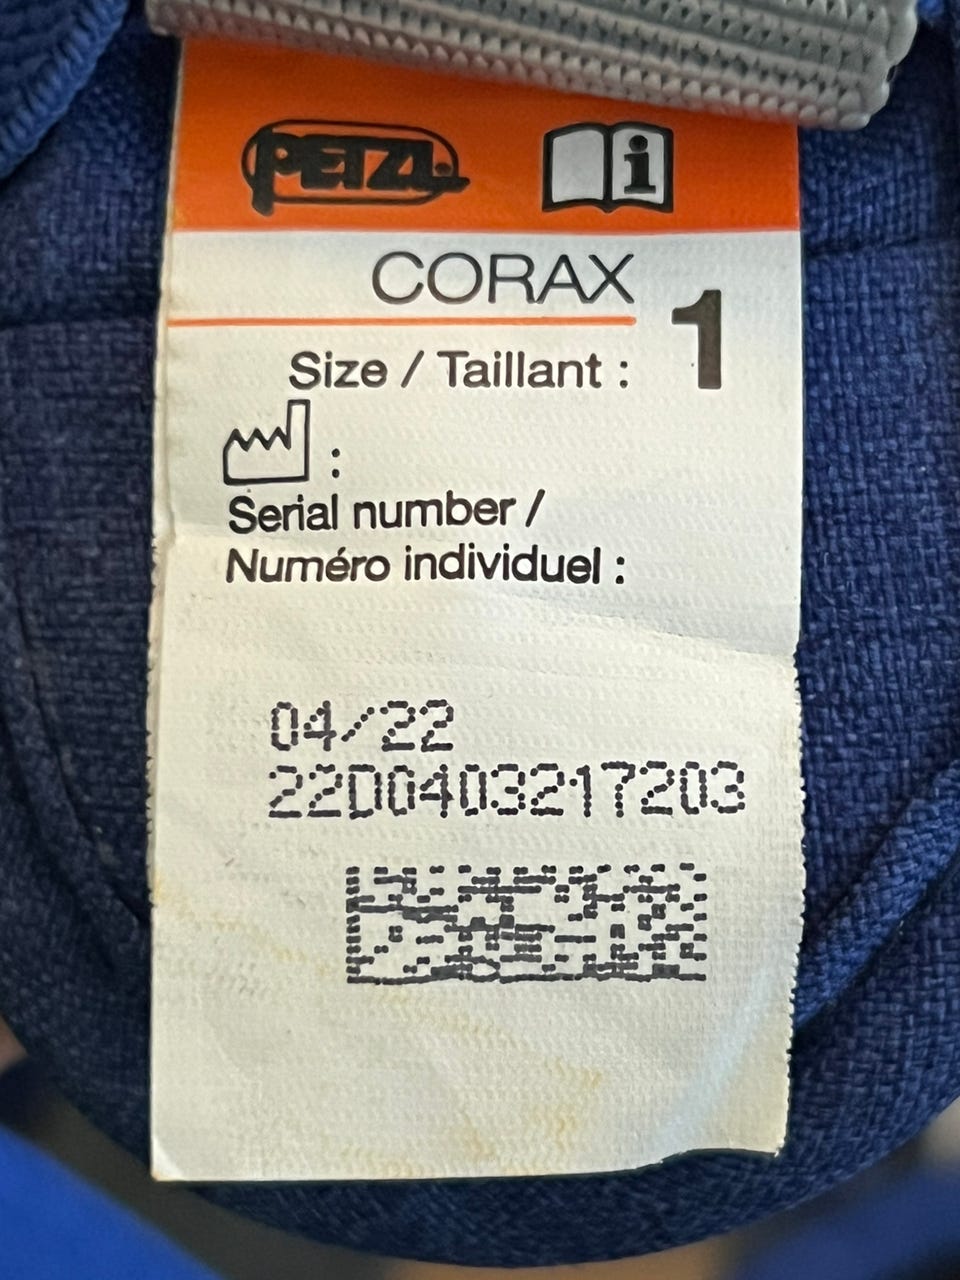 PETZL
i
CORAX
Size / Taillant : 1
:
Serial number /
Numéro individuel :
04/22
22D0403217203